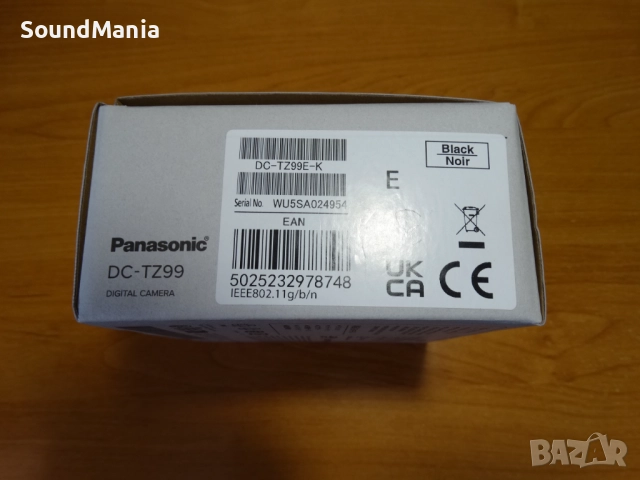 SoundMania
DC-TZ99E-K
Serial No. WU5SA024954
EAN
5025232978748
IEEE802.11g/b/n
E
Black
Noir
UK
CA
CE
Panasonic
DC-TZ99
DIGITAL CAMERA
BAZAR